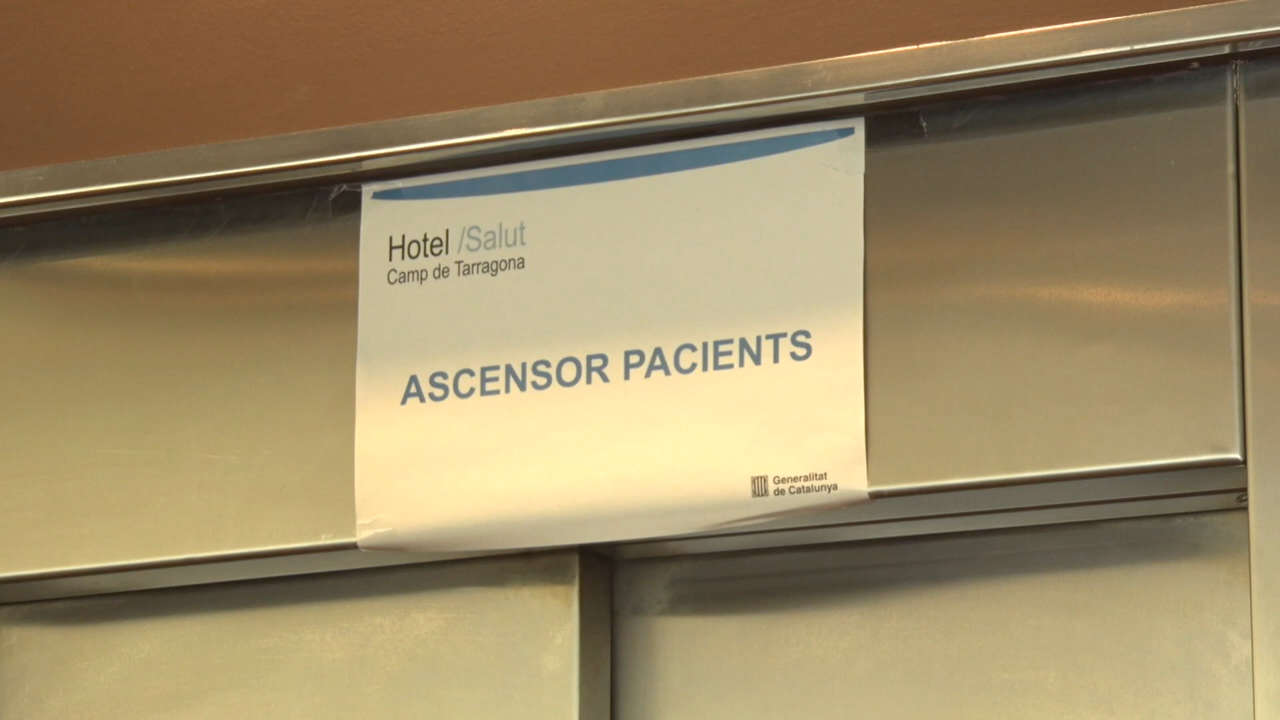 Hotel /Salut
Camp de Tarragona
ASCENSOR PACIENTS
Generalitat
de Catalunya